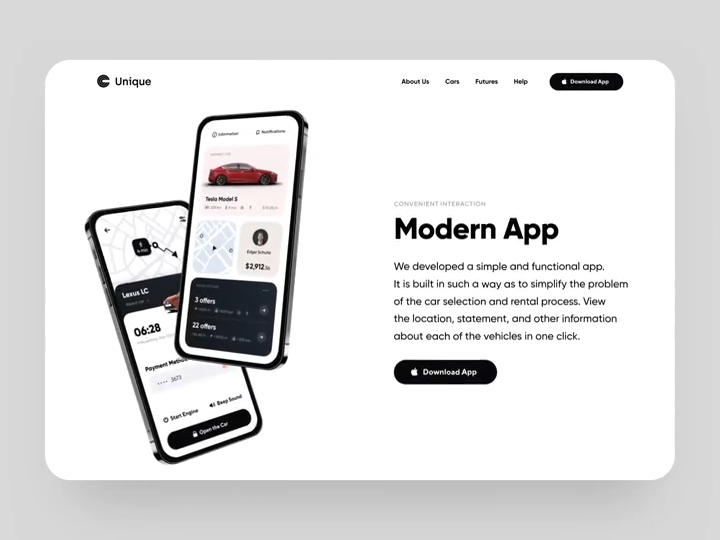 Unique
About Us
Cars
Futures
Help
Download App
Information
Notifications
Tesla Model S
Edgar Schultz
$2,912.56
3 offers
22 offers
Lexus LC
06:28
Payment Method
•••• 3673
Start Engine
Beep Sound
Open the Car
CONVENIENT INTERACTION
Modern App
We developed a simple and functional app.
It is built in such a way as to simplify the problem
of the car selection and rental process. View
the location, statement, and other information
about each of the vehicles in one click.
Download App